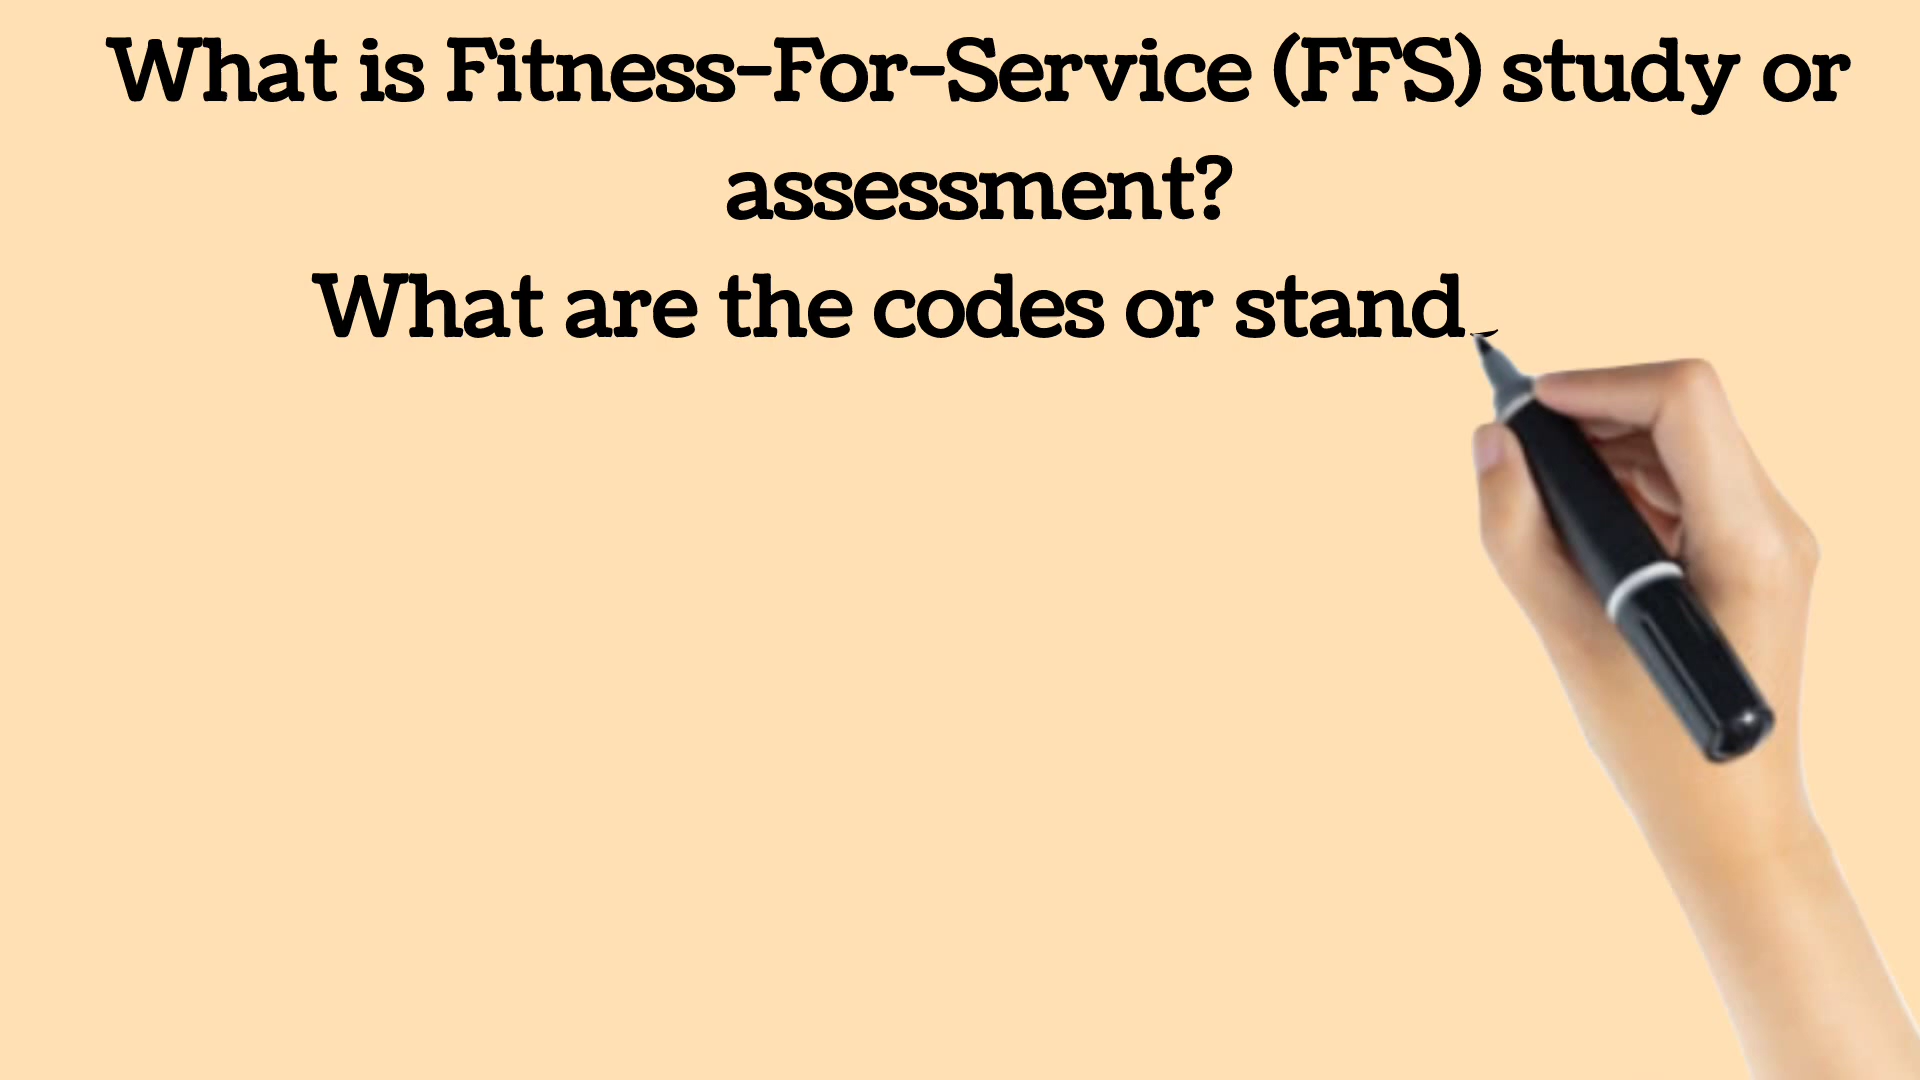 What is Fitness-For-Service (FFS) study or
assessment?
What are the codes or stand